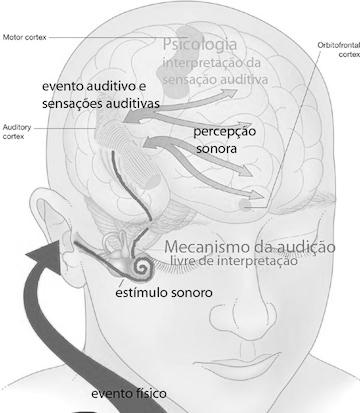 Motor cortex
Psicologia
interpretação da
sensação auditiva
Orbitofrontal
cortex
evento auditivo e
sensações auditivas
Auditory
cortex
percepção
sonora
Mecanismo da audição
livre de interpretação
estímulo sonoro
evento físico